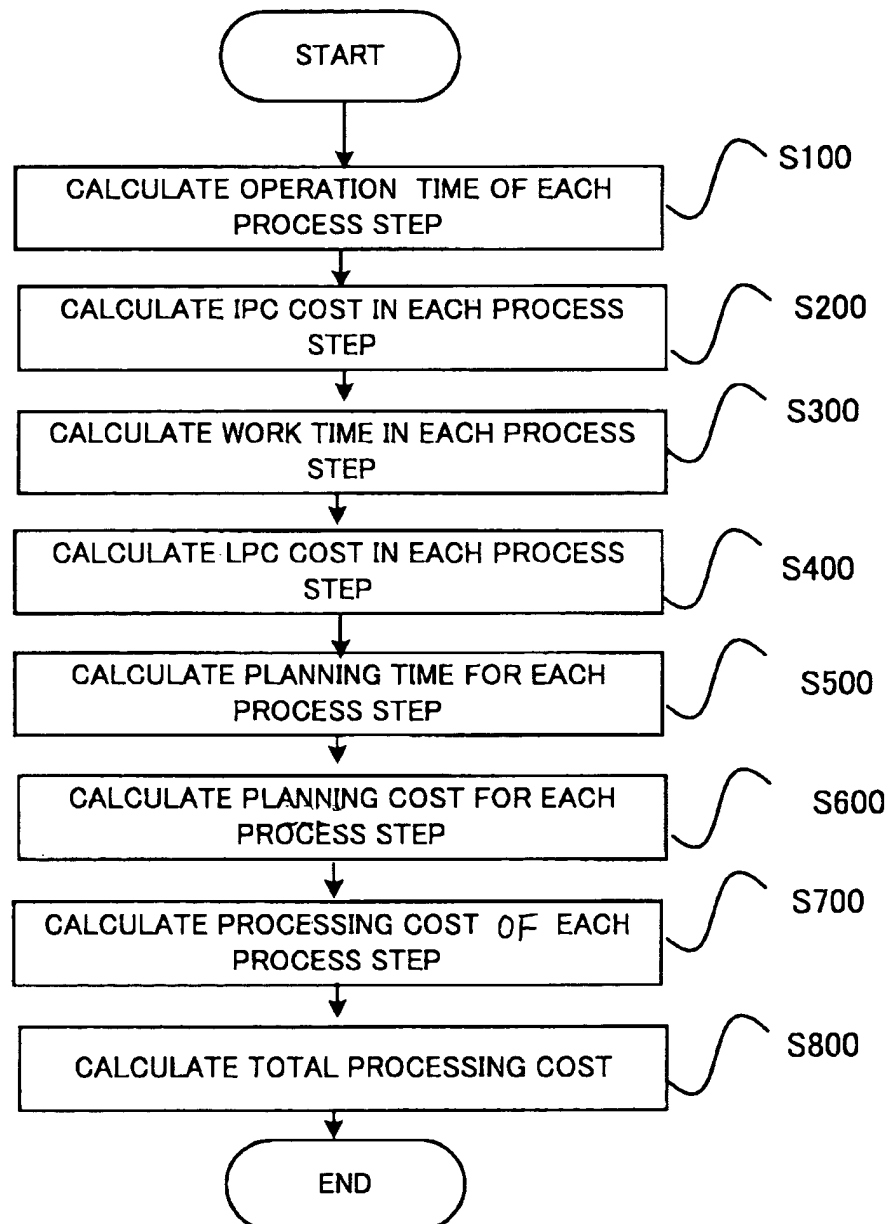 START
S100
CALCULATE OPERATION TIME OF EACH
PROCESS STEP
S200
CALCULATE IPC COST IN EACH PROCESS
STEP
S300
CALCULATE WORK TIME IN EACH PROCESS
STEP
S400
CALCULATE LPC COST IN EACH PROCESS
STEP
S500
CALCULATE PLANNING TIME FOR EACH
PROCESS STEP
S600
CALCULATE PLANNING COST FOR EACH
PROCESS STEP
S700
CALCULATE PROCESSING COST OF EACH
PROCESS STEP
S800
CALCULATE TOTAL PROCESSING COST
END